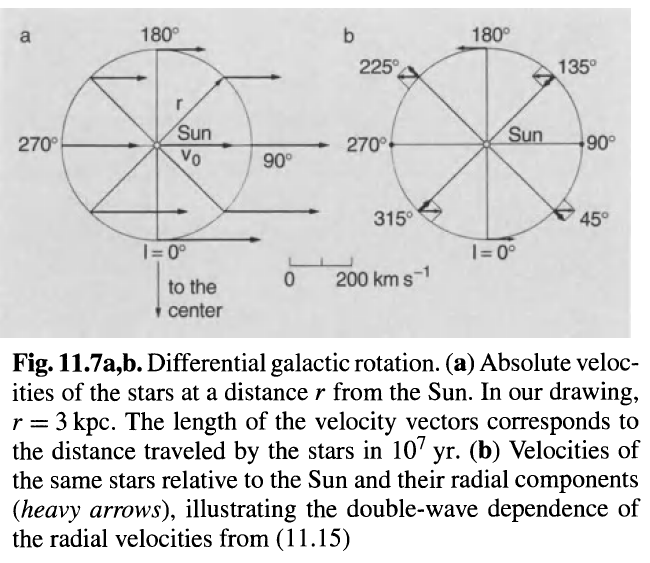 a
180°
b
180°
225°
135°
r
Sun
Sun
270°
v₀
90°
270°
90°
315°
45°
l = 0°
l = 0°
0
200 km s⁻¹
to the
center
Fig. 11.7a,b. Differential galactic rotation. (a) Absolute veloc-
ities of the stars at a distance r from the Sun. In our drawing,
r = 3 kpc. The length of the velocity vectors corresponds to
the distance traveled by the stars in 10⁷ yr. (b) Velocities of
the same stars relative to the Sun and their radial components
(heavy arrows), illustrating the double-wave dependence of
the radial velocities from (11.15)